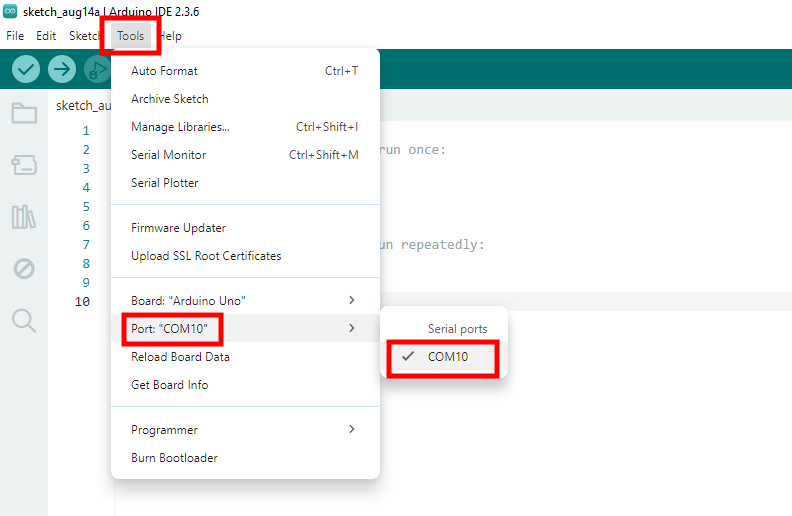 sketch_aug14a | Arduino IDE 2.3.6
File Edit Sketch Tools Help
Auto Format Ctrl+T
Archive Sketch
Manage Libraries... Ctrl+Shift+I
Serial Monitor Ctrl+Shift+M
Serial Plotter
Firmware Updater
Upload SSL Root Certificates
Board: "Arduino Uno"
Port: "COM10"
Reload Board Data
Get Board Info
Programmer
Burn Bootloader
Serial ports
COM10
sketch_au
1
2 run once:
3
4
5
6
7 un repeatedly:
8
9
10